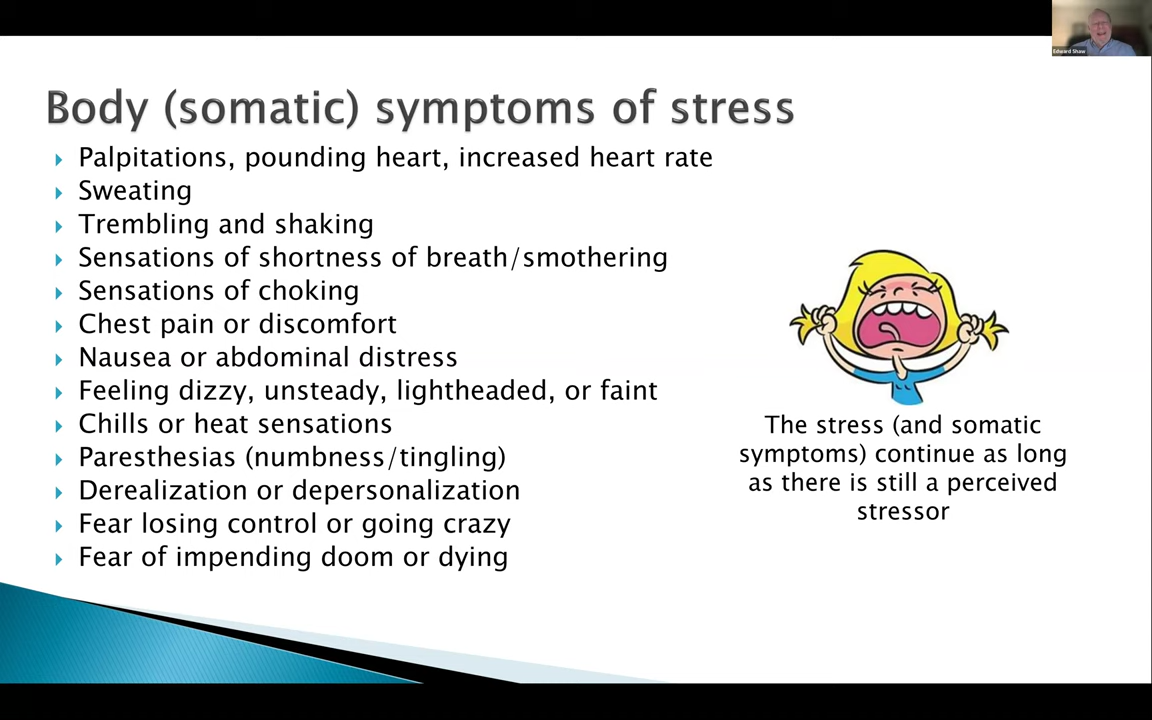 Edward Shaw
Body (somatic) symptoms of stress
Palpitations, pounding heart, increased heart rate
Sweating
Trembling and shaking
Sensations of shortness of breath/smothering
Sensations of choking
Chest pain or discomfort
Nausea or abdominal distress
Feeling dizzy, unsteady, lightheaded, or faint
Chills or heat sensations
Paresthesias (numbness/tingling)
Derealization or depersonalization
Fear losing control or going crazy
Fear of impending doom or dying
The stress (and somatic
symptoms) continue as long
as there is still a perceived
stressor